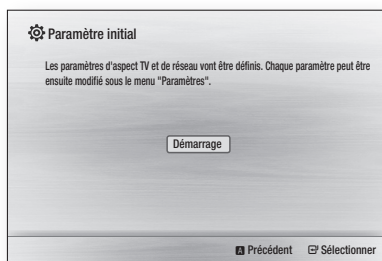 Paramètre initial
Les paramètres d'aspect TV et de réseau vont être définis. Chaque paramètre peut être
ensuite modifié sous le menu "Paramètres".
Démarrage
A Précédent Sélectionner